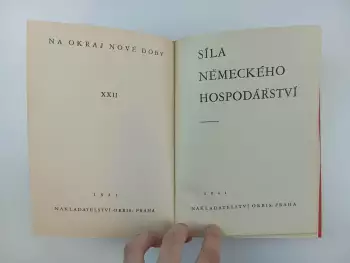 NA OKRAJ NOVÉ DOBY
XXII
1941
NAKLADATELSTVÍ ORBIS, PRAHA
SÍLA
NĚMECKÉHO
HOSPODÁŘSTVÍ
1941
NAKLADATELSTVÍ ORBIS, PRAHA